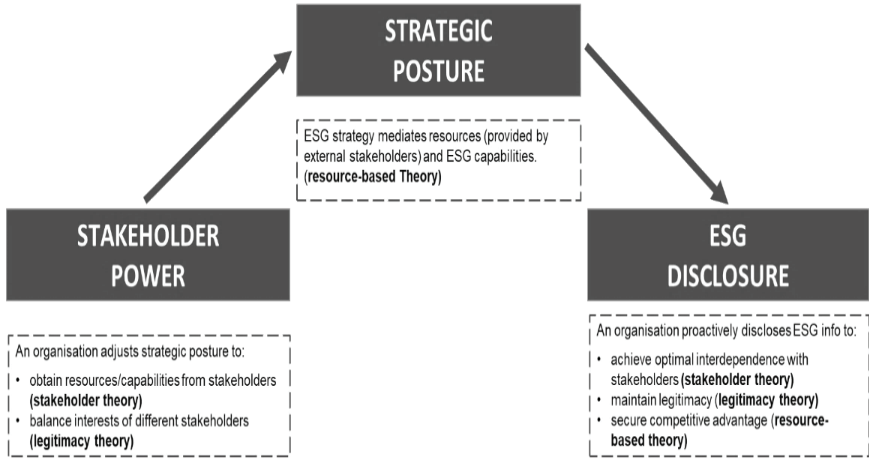 STRATEGIC
POSTURE
ESG strategy mediates resources (provided by
external stakeholders) and ESG capabilities.
(resource-based Theory)
STAKEHOLDER
POWER
An organisation adjusts strategic posture to:
• obtain resources/capabilities from stakeholders
(stakeholder theory)
• balance interests of different stakeholders
(legitimacy theory)
ESG
DISCLOSURE
An organisation proactively discloses ESG info to:
• achieve optimal interdependence with
stakeholders (stakeholder theory)
• maintain legitimacy (legitimacy theory)
• secure competitive advantage (resource-
based theory)